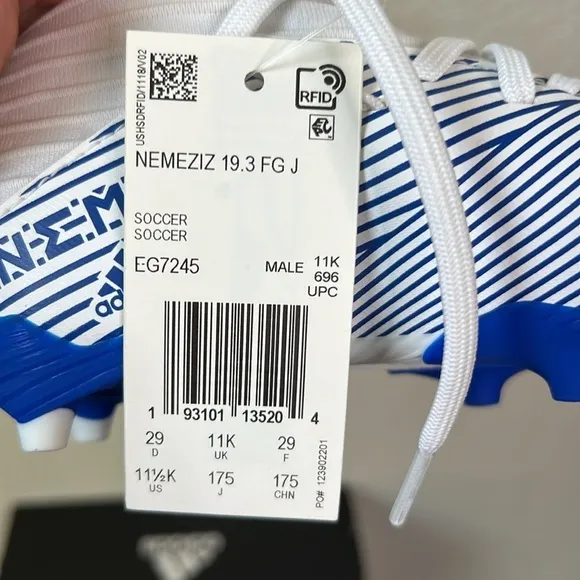 USHSDRFID/1118/V02
RFID
NEMEZIZ 19.3 FG J
SOCCER
SOCCER
EG7245
MALE
11K
696
UPC
1 93101 13520 4
29 11K 29
D UK F
11½K 175 175
US J CHN
PO# 123902201
N.E.M
ad